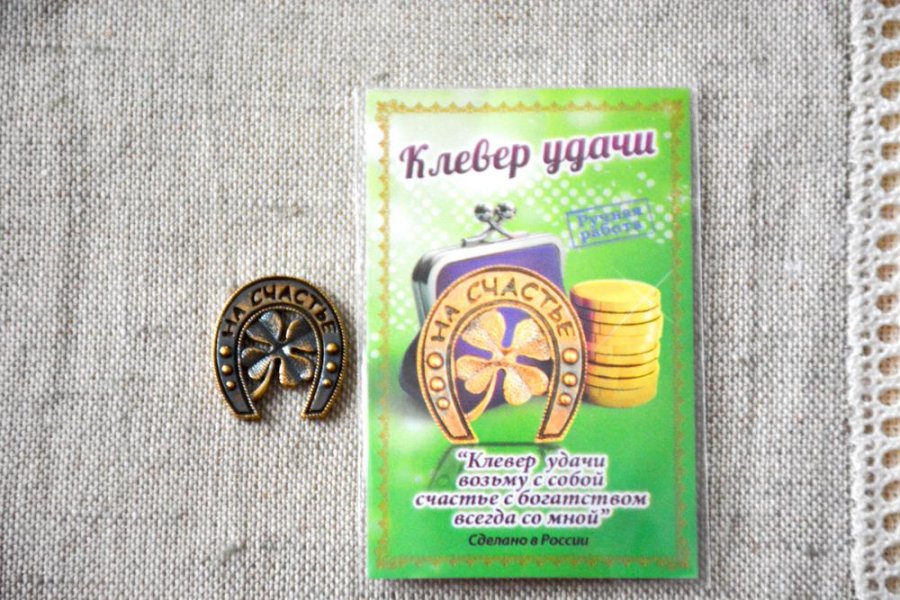 НА СЧАСТЬЕ
Клевер удачи
Ручная
работа
НА СЧАСТЬЕ
"Клевер удачи
возьму с собой
счастье с богатством
всегда со мной"
Сделано в России